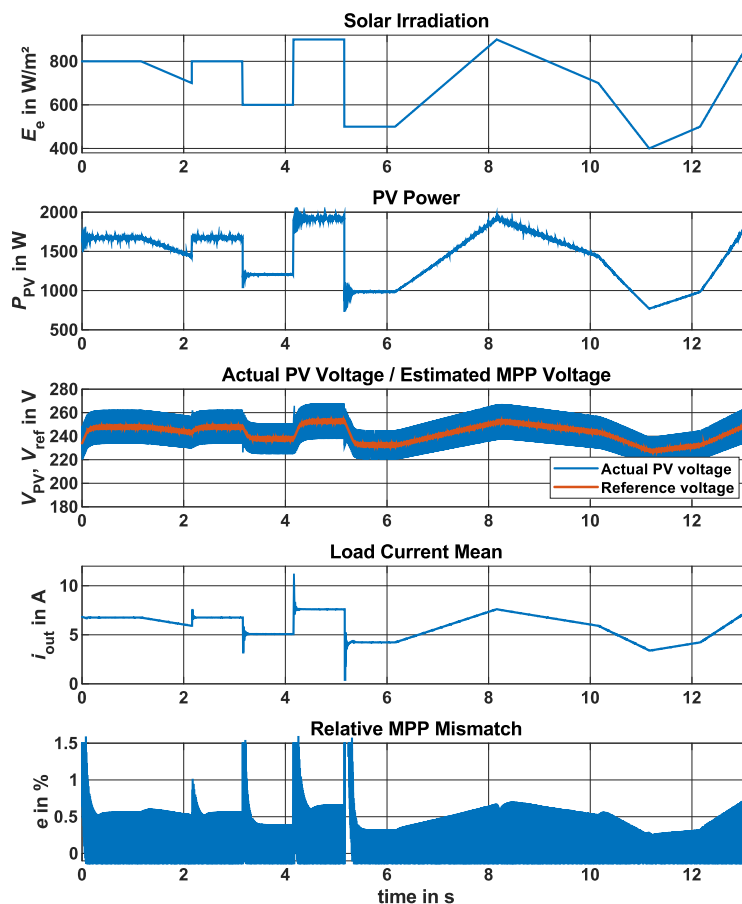 Solar Irradiation
E_e in W/m²
800
600
400
0 2 4 6 8 10 12
PV Power
P_PV in W
2000
1500
1000
500
0 2 4 6 8 10 12
Actual PV Voltage / Estimated MPP Voltage
V_PV, V_ref in V
280
260
240
220
200
180
Actual PV voltage
Reference voltage
0 2 4 6 8 10 12
Load Current Mean
i_out in A
10
5
0
0 2 4 6 8 10 12
Relative MPP Mismatch
e in %
1.5
1
0.5
0
0 2 4 6 8 10 12
time in s